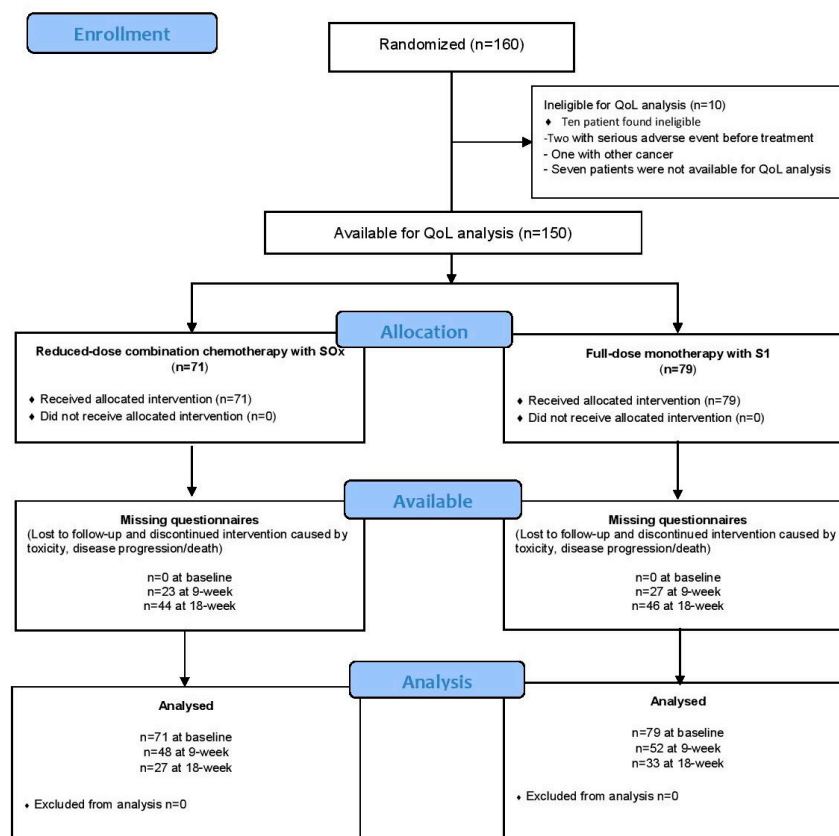 Enrollment
Randomized (n=160)
Ineligible for QoL analysis (n=10)
♦ Ten patient found ineligible
-Two with serious adverse event before treatment
- One with other cancer
- Seven patients were not available for QoL analysis
Available for QoL analysis (n=150)
Allocation
Reduced-dose combination chemotherapy with SOx
(n=71)
♦ Received allocated intervention (n=71)
♦ Did not receive allocated intervention (n=0)
Full-dose monotherapy with S1
(n=79)
♦ Received allocated intervention (n=79)
♦ Did not receive allocated intervention (n=0)
Available
Missing questionnaires
(Lost to follow-up and discontinued intervention caused by
toxicity, disease progression/death)
n=0 at baseline
n=23 at 9-week
n=44 at 18-week
Missing questionnaires
(Lost to follow-up and discontinued intervention caused by
toxicity, disease progression/death)
n=0 at baseline
n=27 at 9-week
n=46 at 18-week
Analysis
Analysed
n=71 at baseline
n=48 at 9-week
n=27 at 18-week
♦ Excluded from analysis n=0
Analysed
n=79 at baseline
n=52 at 9-week
n=33 at 18-week
♦ Excluded from analysis n=0